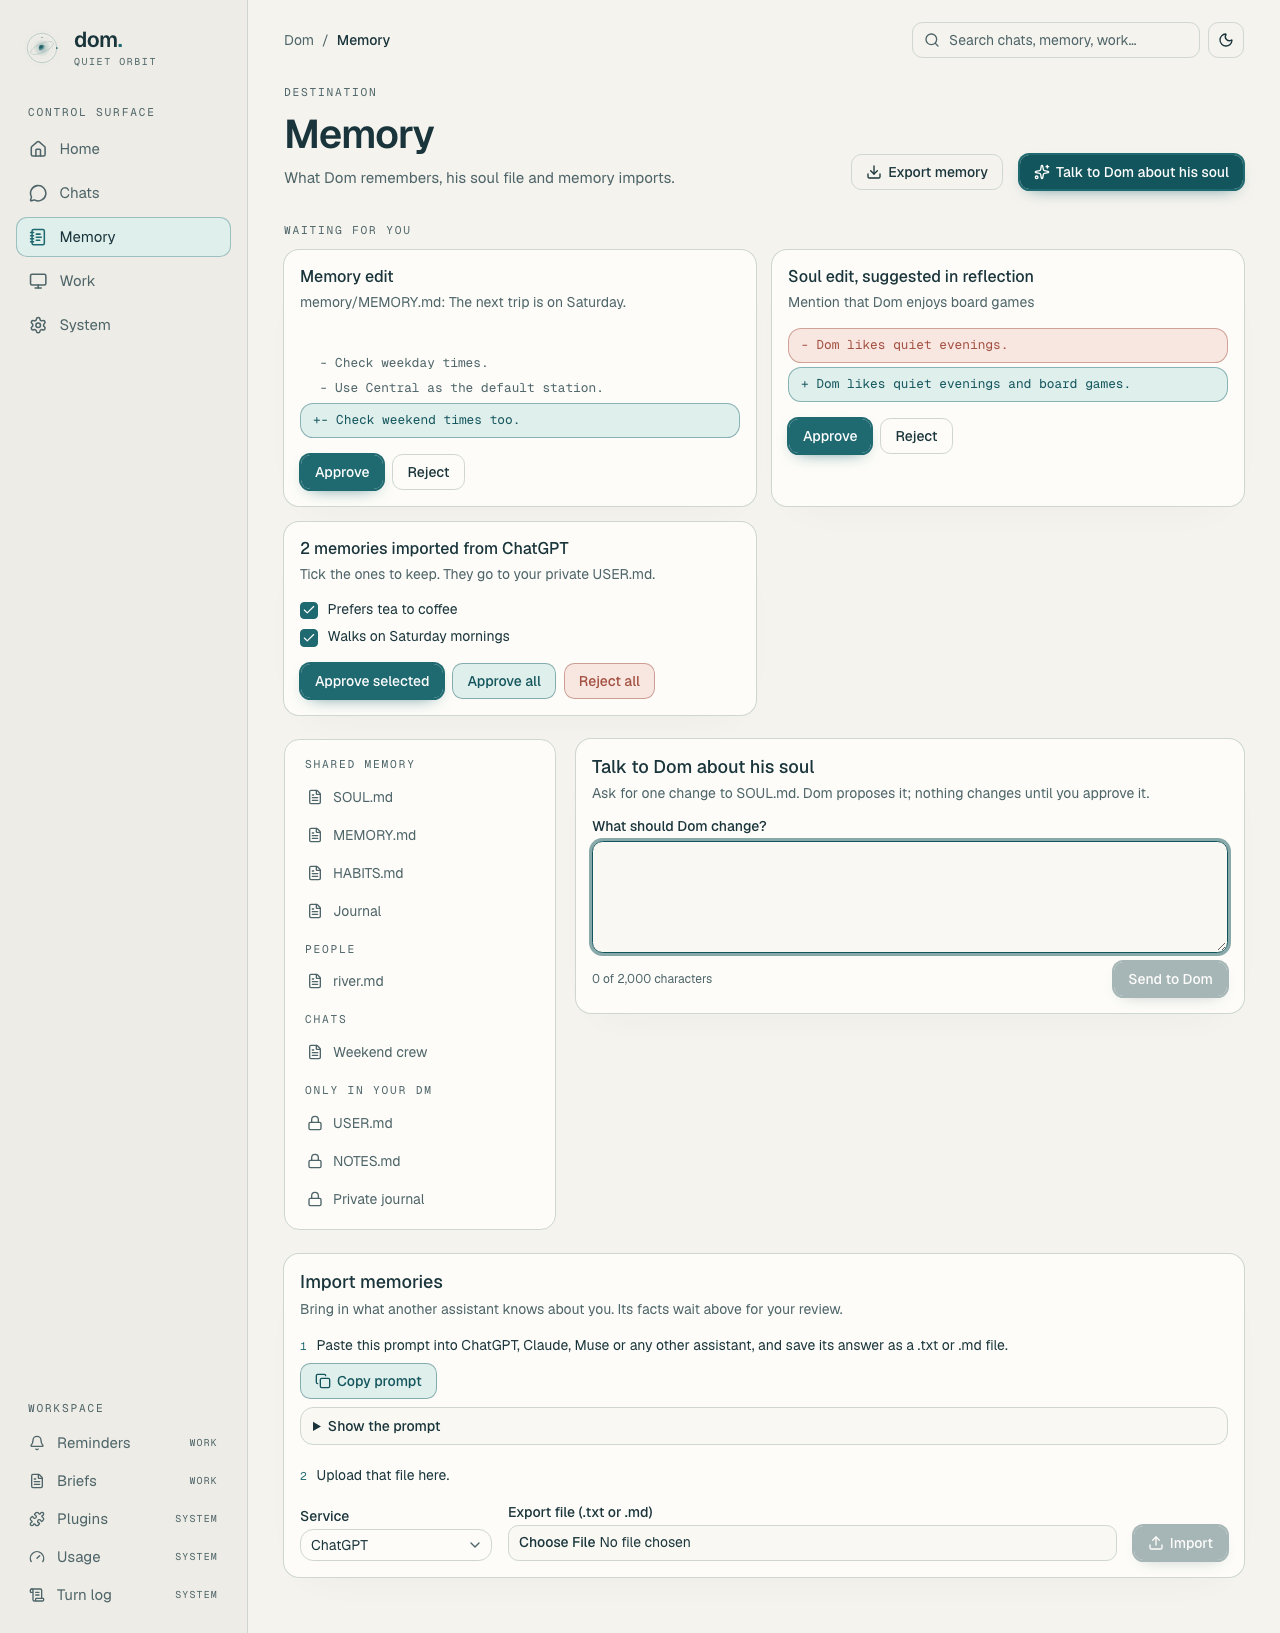 dom.
QUIET ORBIT
CONTROL SURFACE
Home
Chats
Memory
Work
System
WORKSPACE
Reminders WORK
Briefs WORK
Plugins SYSTEM
Usage SYSTEM
Turn log SYSTEM
Dom / Memory
Search chats, memory, work...
DESTINATION
Memory
What Dom remembers, his soul file and memory imports.
Export memory
Talk to Dom about his soul
WAITING FOR YOU
Memory edit
memory/MEMORY.md: The next trip is on Saturday.
- Check weekday times.
- Use Central as the default station.
+- Check weekend times too.
Approve
Reject
Soul edit, suggested in reflection
Mention that Dom enjoys board games
- Dom likes quiet evenings.
+ Dom likes quiet evenings and board games.
Approve
Reject
2 memories imported from ChatGPT
Tick the ones to keep. They go to your private USER.md.
Prefers tea to coffee
Walks on Saturday mornings
Approve selected
Approve all
Reject all
SHARED MEMORY
SOUL.md
MEMORY.md
HABITS.md
Journal
PEOPLE
river.md
CHATS
Weekend crew
ONLY IN YOUR DM
USER.md
NOTES.md
Private journal
Talk to Dom about his soul
Ask for one change to SOUL.md. Dom proposes it; nothing changes until you approve it.
What should Dom change?
0 of 2,000 characters
Send to Dom
Import memories
Bring in what another assistant knows about you. Its facts wait above for your review.
1 Paste this prompt into ChatGPT, Claude, Muse or any other assistant, and save its answer as a .txt or .md file.
Copy prompt
Show the prompt
2 Upload that file here.
Service
ChatGPT
Export file (.txt or .md)
Choose File No file chosen
Import